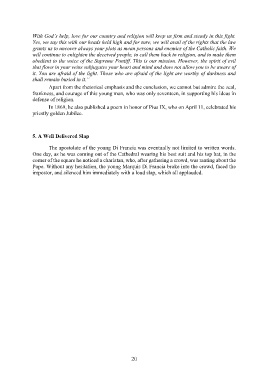 With God's help, love for our country and religion will keep us firm and steady in this fight.
Yes, we say this with our heads held high and for now, we will avail of the rights that the law
grants us to uncover always your plots as mean persons and enemies of the Catholic faith. We
will continue to enlighten the deceived people, to call them back to religion, and to make them
obedient to the voice of the Supreme Pontiff. This is our mission. However, the spirit of evil
that flows in your veins subjugates your heart and mind and does not allow you to be aware of
it. You are afraid of the light. Those who are afraid of the light are worthy of darkness and
shall remain buried in it."
Apart from the rhetorical emphasis and the conclusion, we cannot but admire the zeal,
frankness, and courage of this young man, who was only seventeen, in supporting his ideas in
defense of religion.
In 1869, he also published a poem in honor of Pius IX, who on April 11, celebrated his
priestly golden Jubilee.
5. A Well Delivered Slap
The apostolate of the young Di Francia was eventually not limited to written words.
One day, as he was coming out of the Cathedral wearing his best suit and his top hat, in the
corner of the square he noticed a charlatan, who, after gathering a crowd, was ranting about the
Pope. Without any hesitation, the young Marquis Di Francia broke into the crowd, faced the
impostor, and silenced him immediately with a loud slap, which all applauded.
20